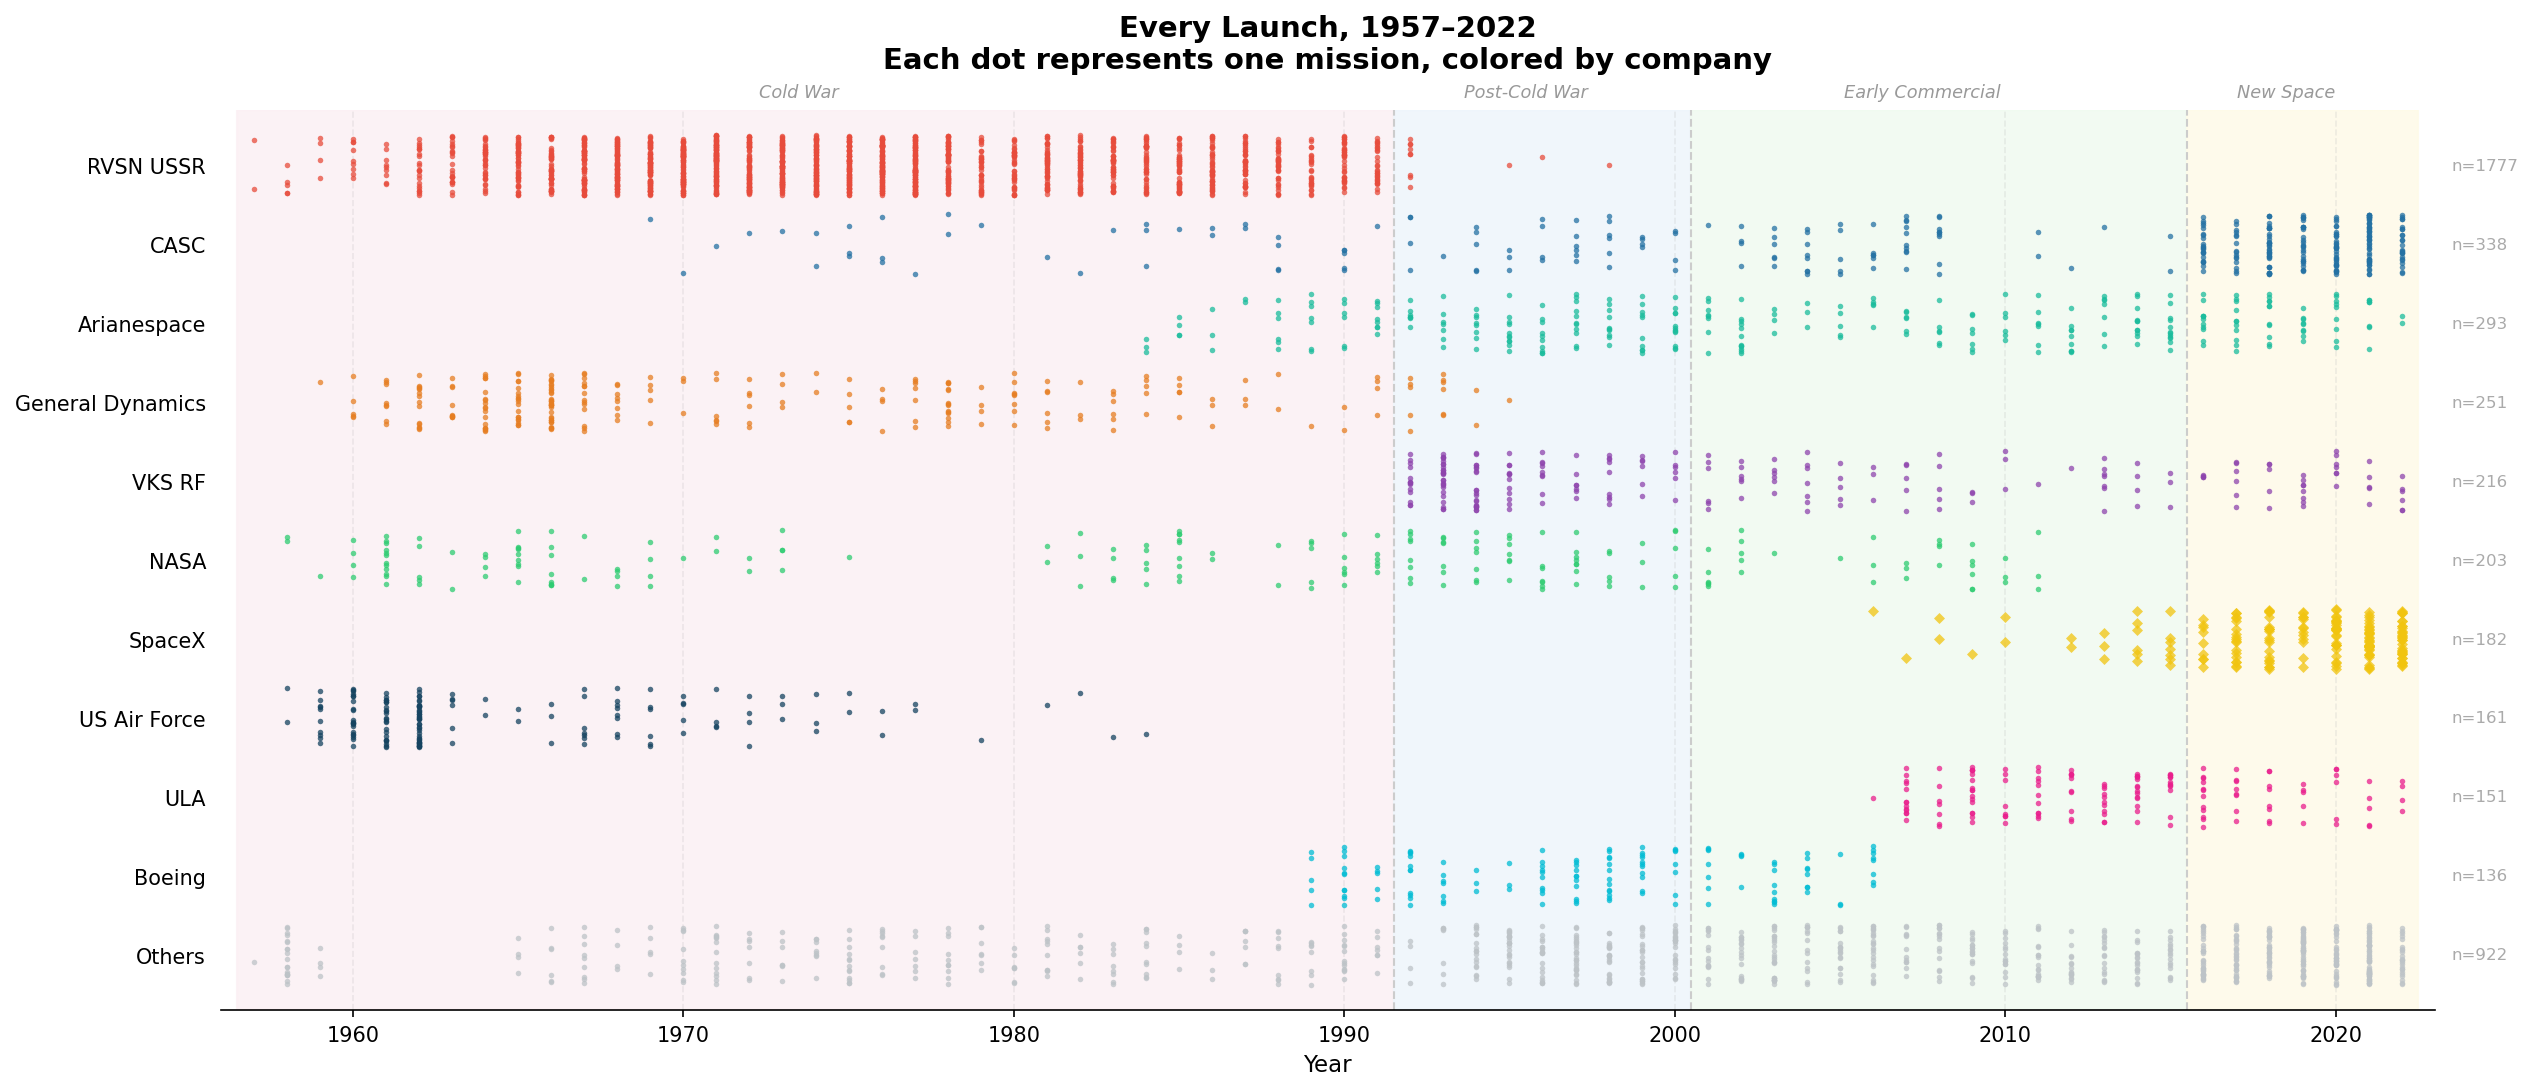 Every Launch, 1957–2022
Each dot represents one mission, colored by company
Cold War
Post-Cold War
Early Commercial
New Space
RVSN USSR
n=1777
CASC
n=338
Arianespace
n=293
General Dynamics
n=251
VKS RF
n=216
NASA
n=203
SpaceX
n=182
US Air Force
n=161
ULA
n=151
Boeing
n=136
Others
n=922
1960
1970
1980
1990
2000
2010
2020
Year